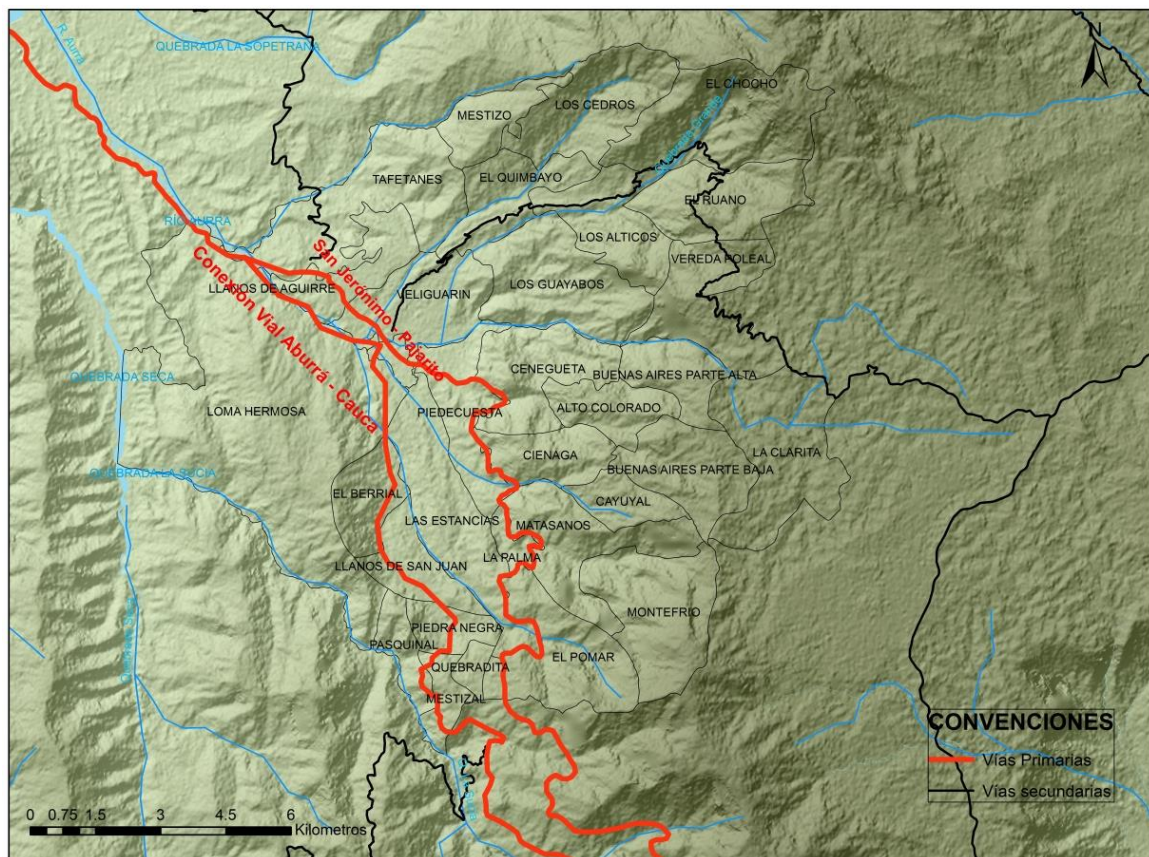 R. Aurrá
QUEBRADA LA SOPETRANA
N
EL CHOCHO
LOS CEDROS
MESTIZO
TAFETANES
EL QUIMBAYO
EL RUANO
RÍO AURRA
LOS ALTICOS
VEREDA POLEAL
San Jerónimo - Pajarito
Conexión Vial Aburrá - Cauca
LLANOS DE AGUIRRE
VELIGUARIN
LOS GUAYABOS
QUEBRADA SECA
CENEGUETA
BUENAS AIRES PARTE ALTA
LOMA HERMOSA
PIEDECUESTA
ALTO COLORADO
QUEBRADA LA SUCIA
CIENAGA
LA CLARITA
BUENAS AIRES PARTE BAJA
EL BERRIAL
CAYUYAL
LAS ESTANCIAS
MATASANOS
LA PALMA
LLANOS DE SAN JUAN
MONTEFRIO
PIEDRA NEGRA
PASQUINAL
EL POMAR
QUEBRADITA
MESTIZAL
CONVENCIONES
Vías Primarias
Vías secundarias
0 0.75 1.5 3 4.5 6
Kilometros